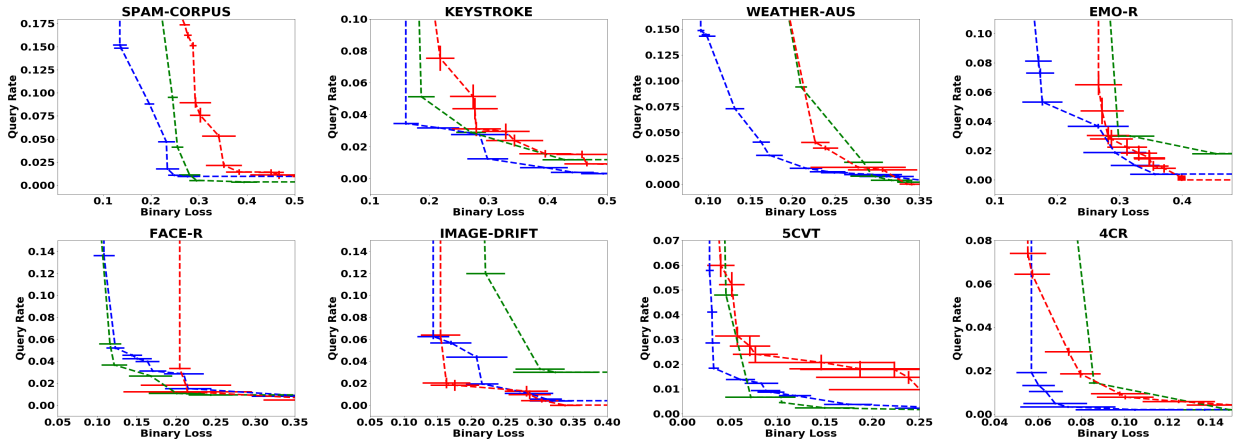 SPAM-CORPUS
Query Rate
0.175
0.150
0.125
0.100
0.075
0.050
0.025
0.000
0.1 0.2 0.3 0.4 0.5
Binary Loss
KEYSTROKE
Query Rate
0.10
0.08
0.06
0.04
0.02
0.00
0.1 0.2 0.3 0.4 0.5
Binary Loss
WEATHER-AUS
Query Rate
0.150
0.125
0.100
0.075
0.050
0.025
0.000
0.10 0.15 0.20 0.25 0.30 0.35
Binary Loss
EMO-R
Query Rate
0.10
0.08
0.06
0.04
0.02
0.00
0.1 0.2 0.3 0.4
Binary Loss
FACE-R
Query Rate
0.14
0.12
0.10
0.08
0.06
0.04
0.02
0.00
0.05 0.10 0.15 0.20 0.25 0.30 0.35
Binary Loss
IMAGE-DRIFT
Query Rate
0.14
0.12
0.10
0.08
0.06
0.04
0.02
0.00
0.05 0.10 0.15 0.20 0.25 0.30 0.35 0.40
Binary Loss
5CVT
Query Rate
0.07
0.06
0.05
0.04
0.03
0.02
0.01
0.00
0.00 0.05 0.10 0.15 0.20 0.25
Binary Loss
4CR
Query Rate
0.08
0.06
0.04
0.02
0.00
0.04 0.06 0.08 0.10 0.12 0.14
Binary Loss